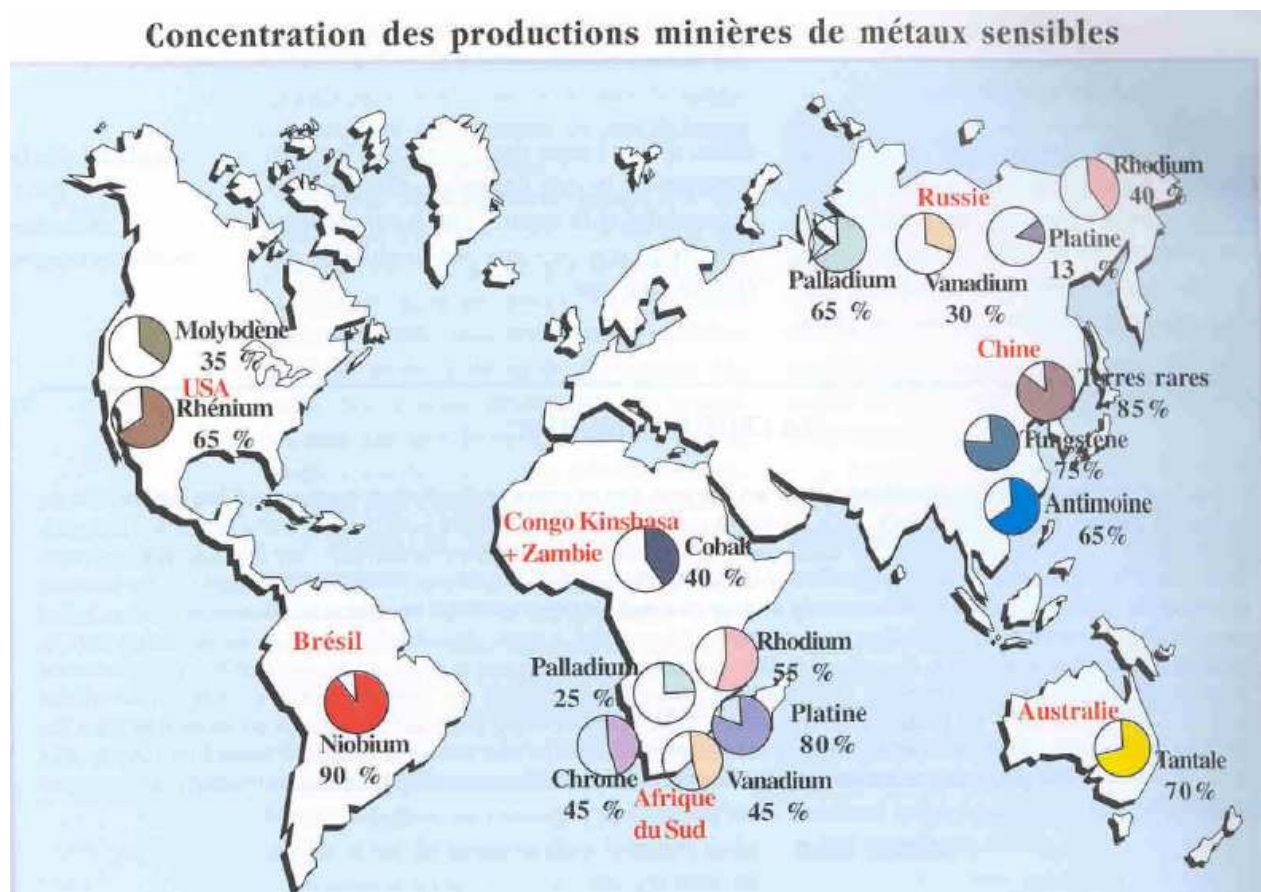 Concentration des productions minières de métaux sensibles
Rhodium
40 %
Russie
Platine
13 %
Palladium
65 %
Vanadium
30 %
Molybdène
35 %
USA
Rhénium
65 %
Chine
Terres rares
85%
Tungstène
75%
Antimoine
65%
Congo Kinsbasa
+ Zambie
Cobalt
40 %
Brésil
Niobium
90 %
Rhodium
55 %
Palladium
25 %
Platine
80%
Chrome
45 %
Vanadium
45 %
Afrique
du Sud
Australie
Tantale
70%